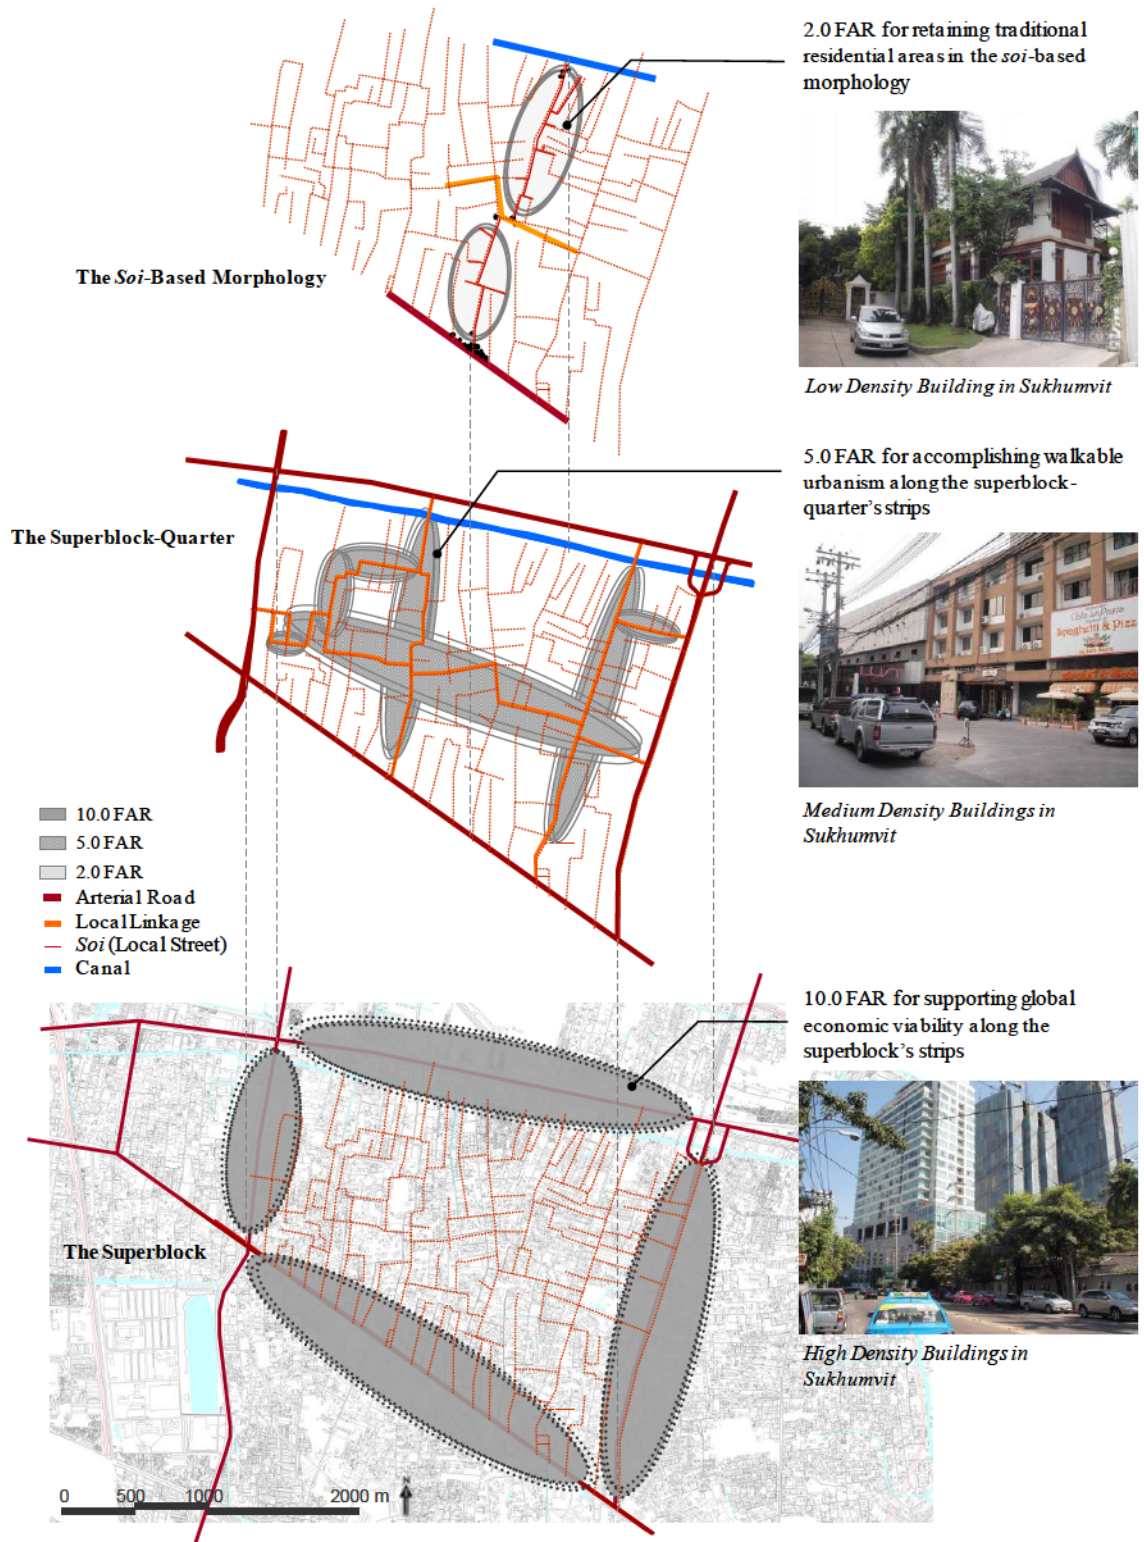 2.0 FAR for retaining traditional
residential areas in the soi-based
morphology
The Soi-Based Morphology
Low Density Building in Sukhumvit
5.0 FAR for accomplishing walkable
urbanism along the superblock-
quarter's strips
The Superblock-Quarter
Spaghetti & Pizz
Medium Density Buildings in
Sukhumvit
10.0 FAR
5.0 FAR
2.0 FAR
Arterial Road
Local Linkage
Soi (Local Street)
Canal
10.0 FAR for supporting global
economic viability along the
superblock's strips
The Superblock
High Density Buildings in
Sukhumvit
0 500 1000 2000 m
N